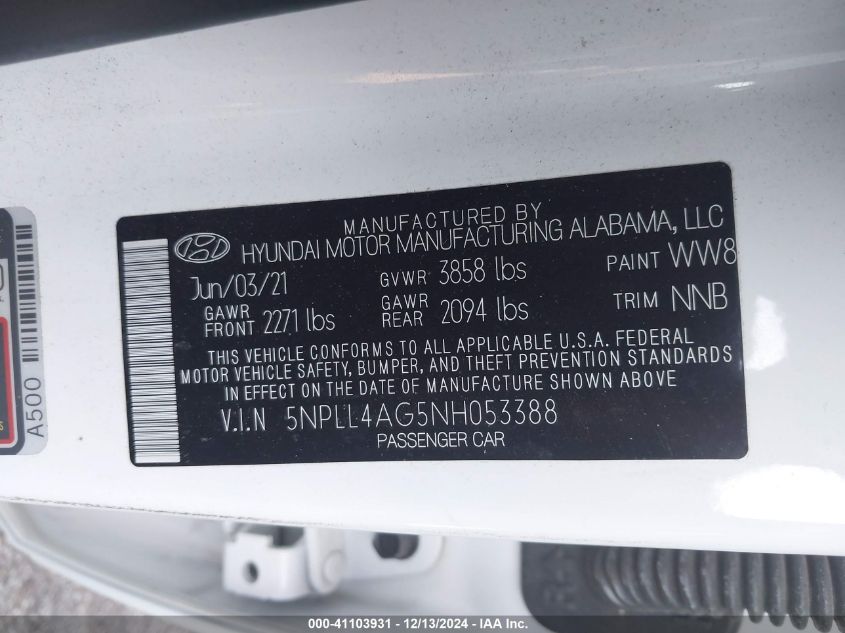 MANUFACTURED BY
HYUNDAI MOTOR MANUFACTURING ALABAMA, LLC
Jun/03/21 GVWR 3858 lbs PAINT WW8
GAWR FRONT 2271 lbs GAWR REAR 2094 lbs TRIM NNB
THIS VEHICLE CONFORMS TO ALL APPLICABLE U.S.A. FEDERAL
MOTOR VEHICLE SAFETY, BUMPER, AND THEFT PREVENTION STANDARDS
IN EFFECT ON THE DATE OF MANUFACTURE SHOWN ABOVE
V.I.N 5NPLL4AG5NH053388
PASSENGER CAR
A500
000-41103931 - 12/13/2024 - IAA Inc.